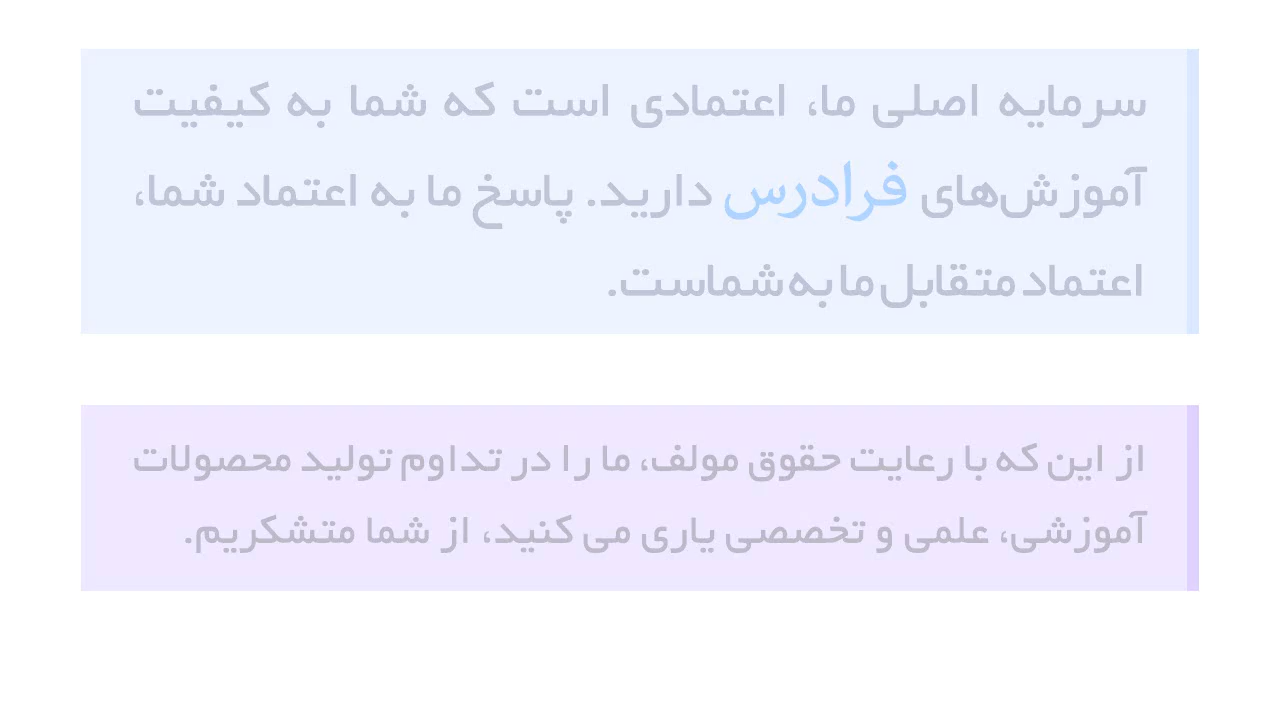 سرمایه اصلی ما، اعتمادی است که شما به کیفیت
آموزش‌های فرادرس دارید. پاسخ ما به اعتماد شما،
اعتماد متقابل ما به شماست.
از این که با رعایت حقوق مولف، ما را در تداوم تولید محصولات
آموزشی، علمی و تخصصی یاری می کنید، از شما متشکریم.